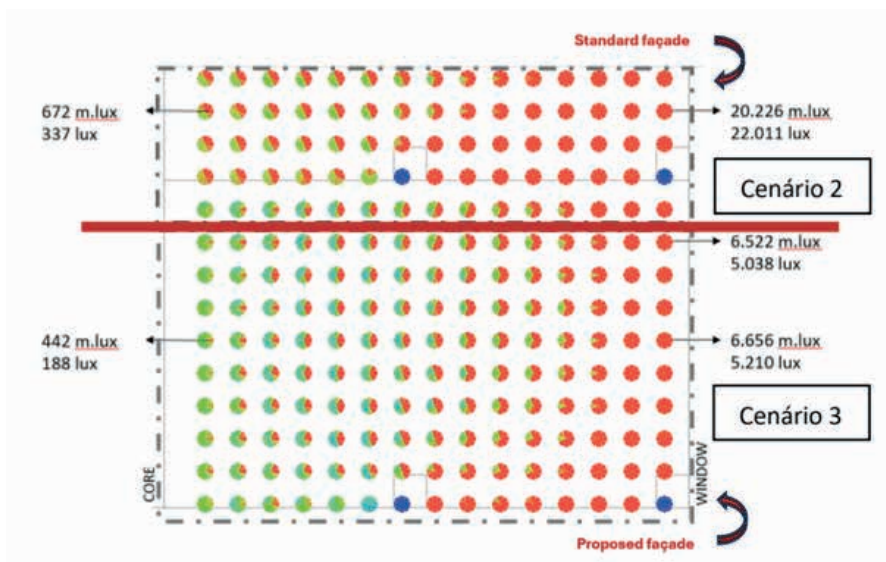 Standard façade
672 m.lux
337 lux
20.226 m.lux
22.011 lux
Cenário 2
6.522 m.lux
5.038 lux
442 m.lux
188 lux
6.656 m.lux
5.210 lux
Cenário 3
CORE
WINDOW
Proposed façade